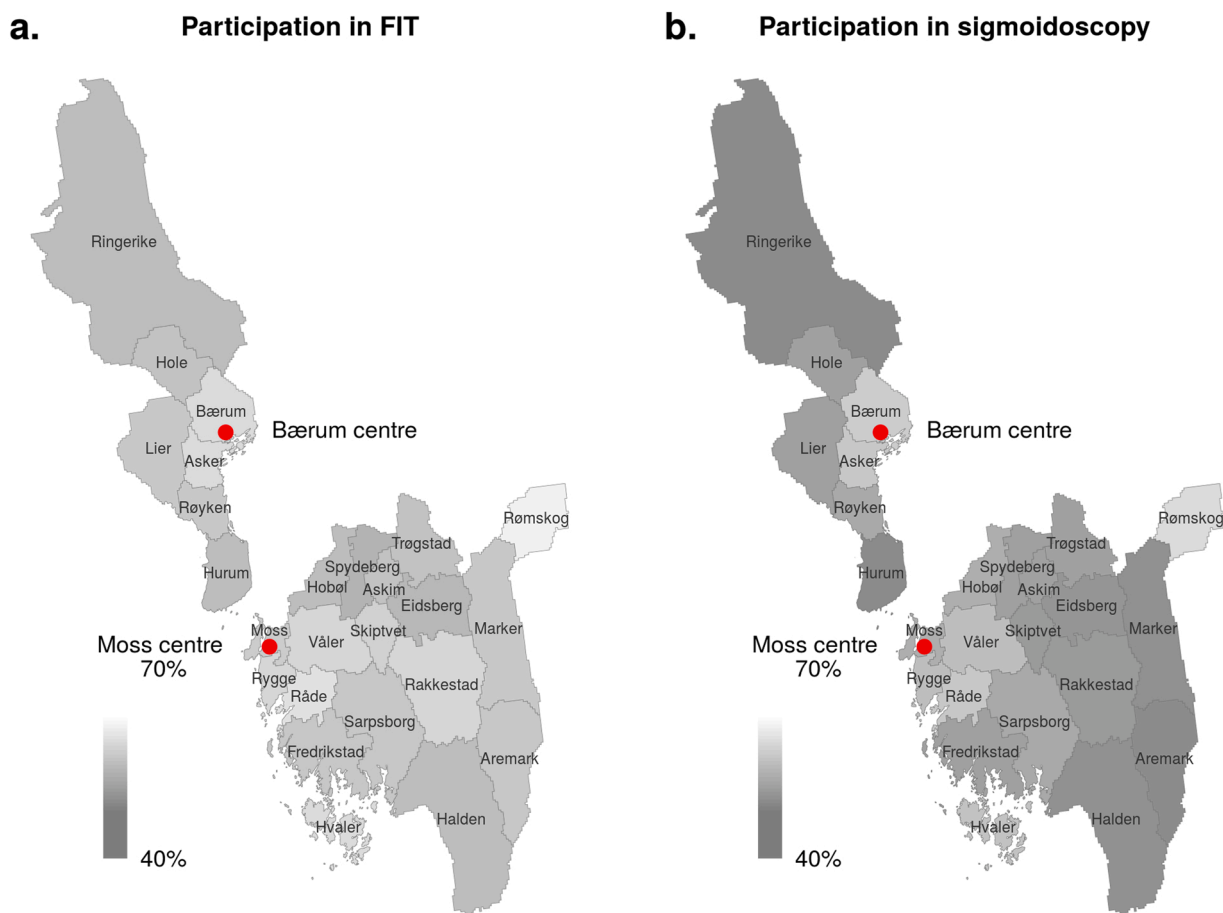 a.
Participation in FIT
Ringerike
Hole
Bærum
Bærum centre
Lier
Asker
Røyken
Rømskog
Trøgstad
Spydeberg
Hurum
Hobøl
Askim
Eidsberg
Moss
Marker
Moss centre
Våler
Skiptvet
70%
Rygge
Råde
Rakkestad
Sarpsborg
Fredrikstad
Aremark
Hvaler
Halden
40%
b.
Participation in sigmoidoscopy
Ringerike
Hole
Bærum
Bærum centre
Lier
Asker
Røyken
Rømskog
Trøgstad
Spydeberg
Hurum
Hobøl
Askim
Eidsberg
Moss
Marker
Moss centre
Våler
Skiptvet
70%
Rygge
Råde
Rakkestad
Sarpsborg
Fredrikstad
Aremark
Hvaler
Halden
40%